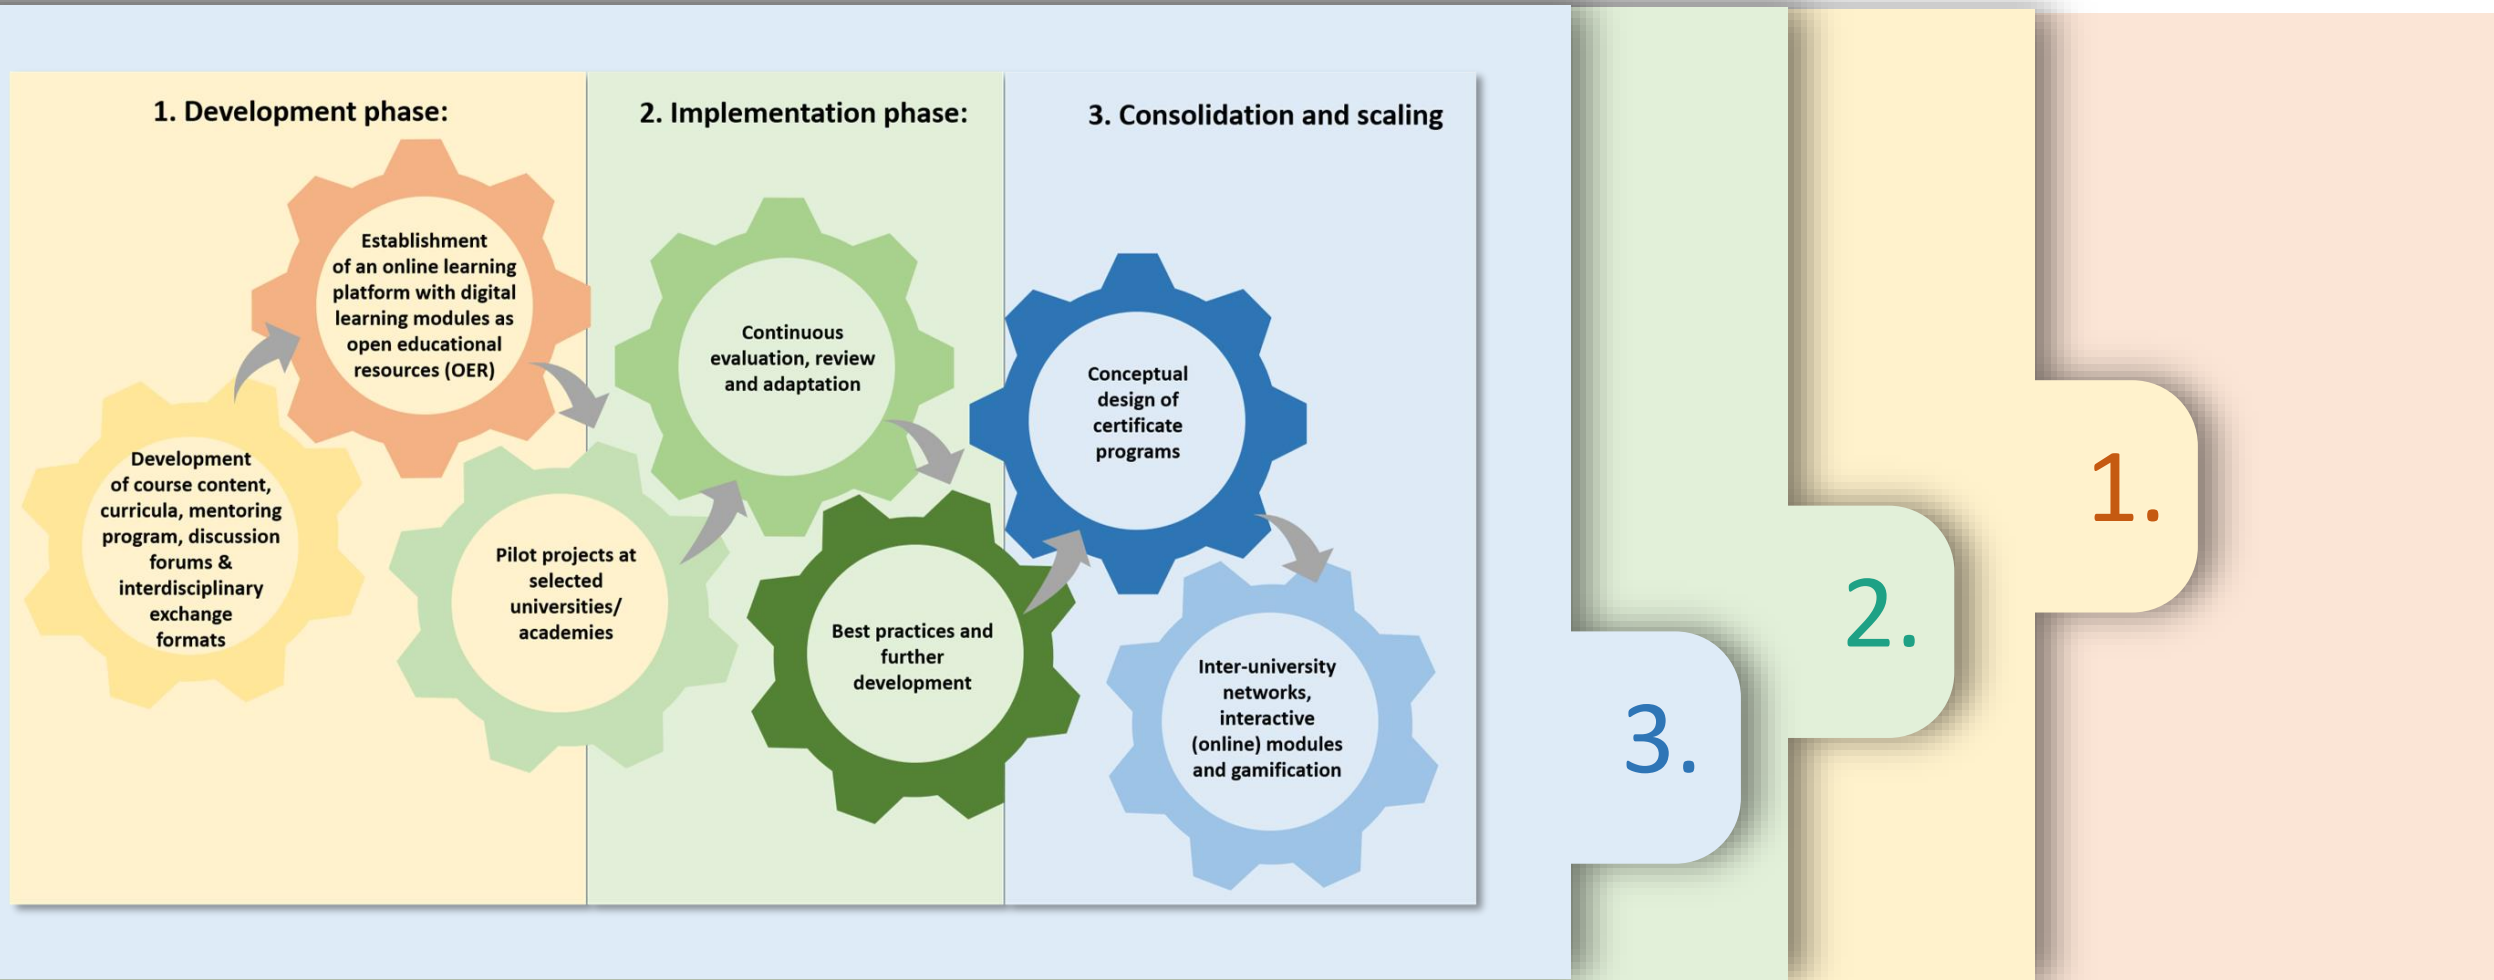 1. Development phase:
Establishment
of an online learning
platform with digital
learning modules as
open educational
resources (OER)
Development
of course content,
curricula, mentoring
program, discussion
forums &
interdisciplinary
exchange
formats
Pilot projects at
selected
universities/
academies
2. Implementation phase:
Continuous
evaluation, review
and adaptation
Best practices and
further
development
3. Consolidation and scaling
Conceptual
design of
certificate
programs
Inter-university
networks,
interactive
(online) modules
and gamification
3.
2.
1.